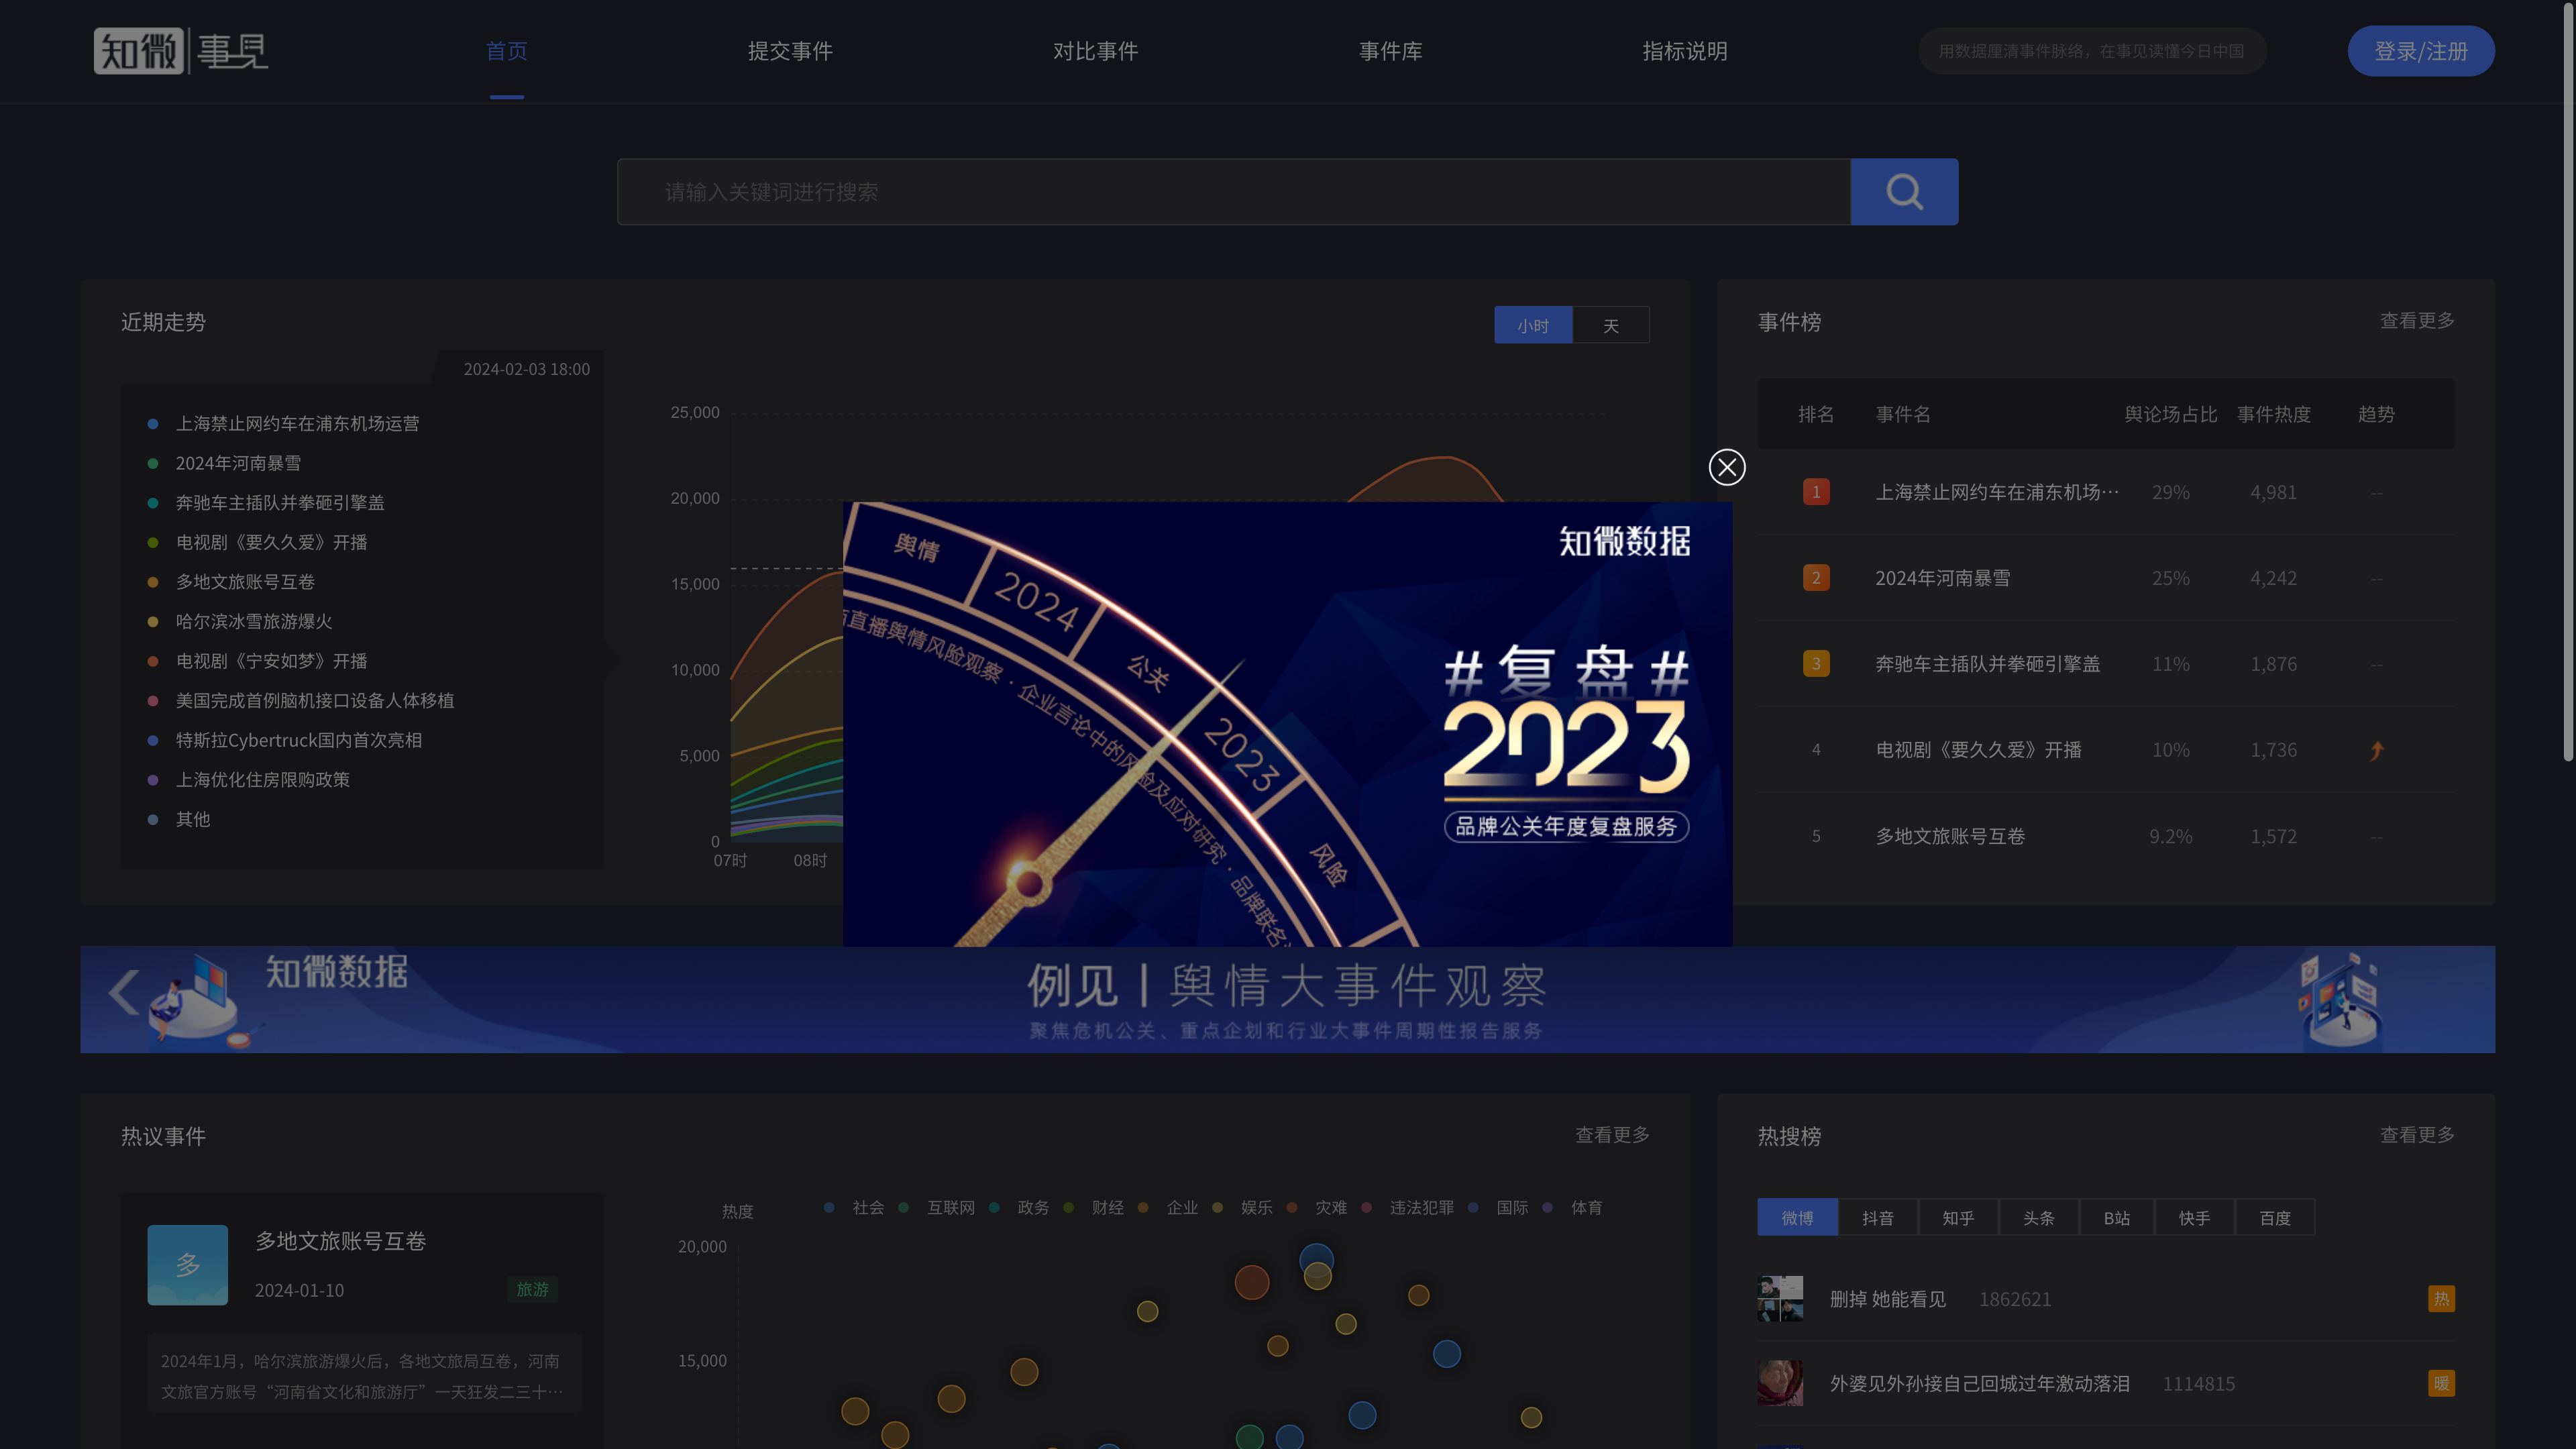 知微 事见
首页
提交事件
对比事件
事件库
指标说明
用数据厘清事件脉络，在事见读懂今日中国
登录/注册
请输入关键词进行搜索
近期走势
小时
天
2024-02-03 18:00
上海禁止网约车在浦东机场运营
2024年河南暴雪
奔驰车主插队并拳砸引擎盖
电视剧《要久久爱》开播
多地文旅账号互卷
哈尔滨冰雪旅游爆火
电视剧《宁安如梦》开播
美国完成首例脑机接口设备人体移植
特斯拉Cybertruck国内首次亮相
上海优化住房限购政策
其他
25,000
20,000
15,000
10,000
5,000
0
07时
08时
事件榜
查看更多
排名 事件名 舆论场占比 事件热度 趋势
1 上海禁止网约车在浦东机场… 29% 4,981 --
2 2024年河南暴雪 25% 4,242 --
3 奔驰车主插队并拳砸引擎盖 11% 1,876 --
4 电视剧《要久久爱》开播 10% 1,736
5 多地文旅账号互卷 9.2% 1,572 --
舆情
2024
公关
2023
风险
直播舆情风险观察 · 企业言论中的风险及应对研究 · 品牌联名
知微数据
#复盘#
2023
品牌公关年度复盘服务
知微数据
例见 | 舆情大事件观察
聚焦危机公关、重点企划和行业大事件周期性报告服务
热议事件
查看更多
多
多地文旅账号互卷
2024-01-10
旅游
2024年1月，哈尔滨旅游爆火后，各地文旅局互卷，河南
文旅官方账号“河南省文化和旅游厅”一天狂发二三十…
热度
社会 互联网 政务 财经 企业 娱乐 灾难 违法犯罪 国际 体育
20,000
15,000
热搜榜
查看更多
微博 抖音 知乎 头条 B站 快手 百度
删掉 她能看见 1862621 热
外婆见外孙接自己回城过年激动落泪 1114815 暖